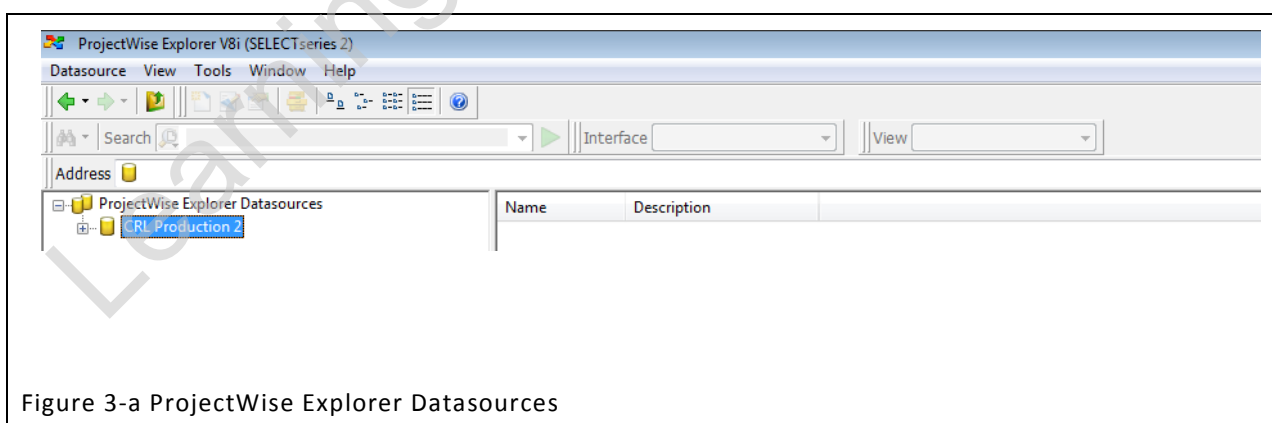 ProjectWise Explorer V8i (SELECTseries 2)
Datasource View Tools Window Help
Search Interface View
Address
ProjectWise Explorer Datasources Name Description
CRL Production 2
Learning
Figure 3-a ProjectWise Explorer Datasources